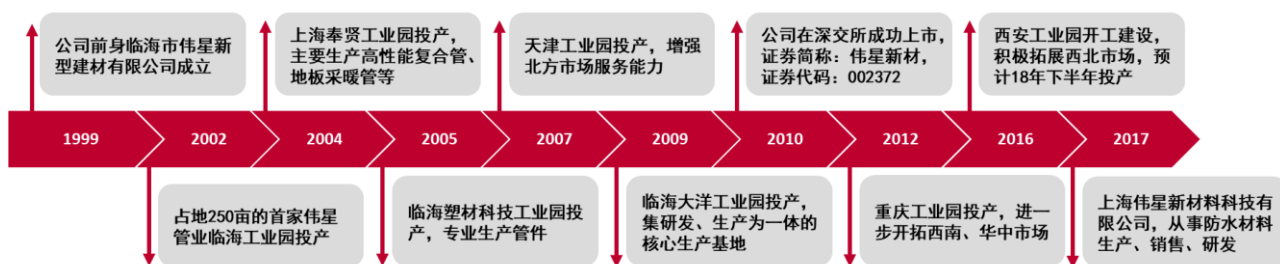 公司前身临海市伟星新
型建材有限公司成立
上海奉贤工业园投产，
主要生产高性能复合管、
地板采暖管等
天津工业园投产，增强
北方市场服务能力
公司在深交所成功上市，
证券简称：伟星新材，
证券代码：002372
西安工业园开工建设，
积极拓展西北市场，预
计18年下半年投产
1999
2002
2004
2005
2007
2009
2010
2012
2016
2017
占地250亩的首家伟星
管业临海工业园投产
临海塑材科技工业园投
产，专业生产管件
临海大洋工业园投产，
集研发、生产为一体的
核心生产基地
重庆工业园投产，进一
步开拓西南、华中市场
上海伟星新材料科技有
限公司，从事防水材料
生产、销售、研发